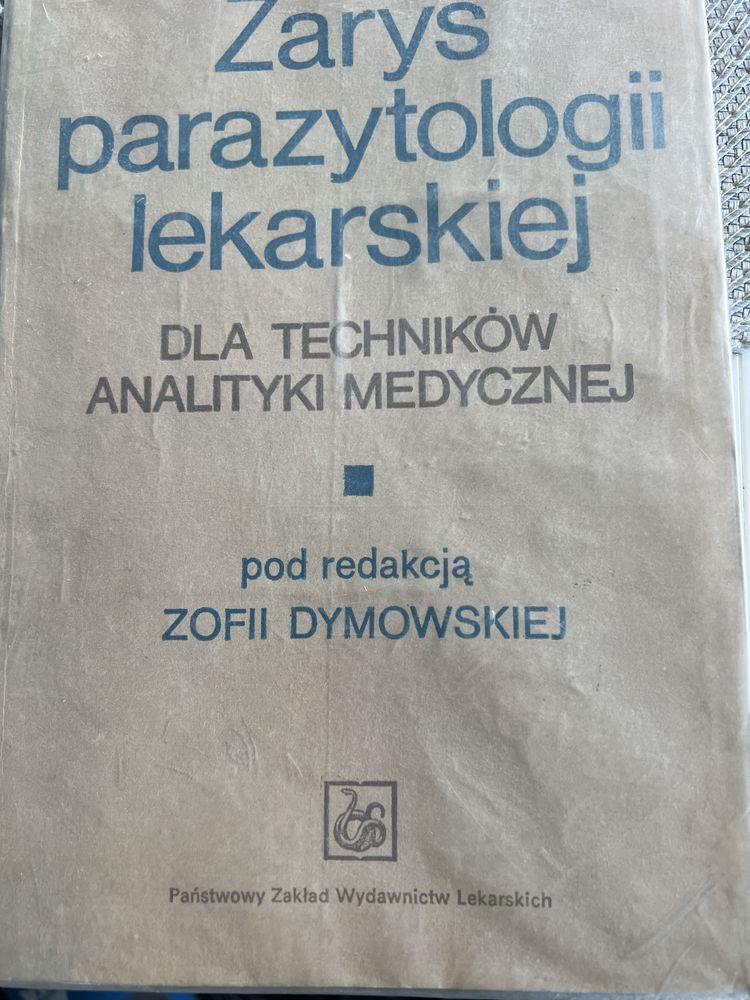 Zarys
parazytologii
lekarskiej
DLA TECHNIKÓW
ANALITYKI MEDYCZNEJ
pod redakcją
ZOFII DYMOWSKIEJ
Państwowy Zakład Wydawnictw Lekarskich